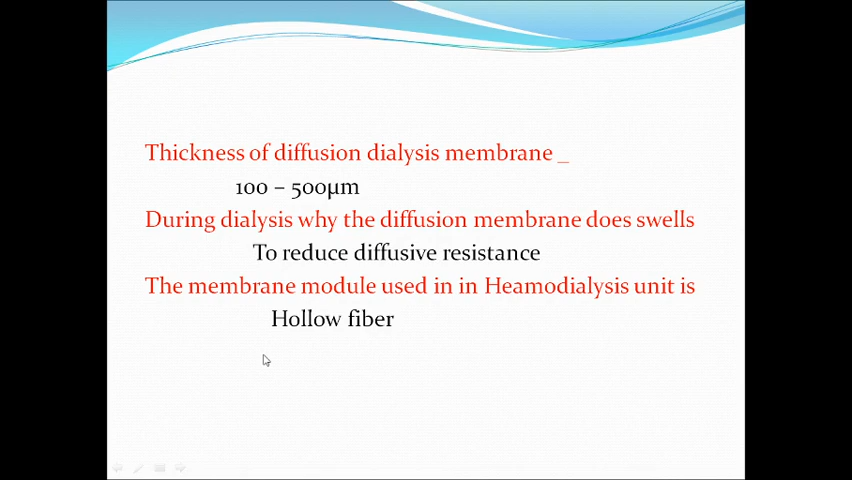 Thickness of diffusion dialysis membrane _
100 – 500µm
During dialysis why the diffusion membrane does swells
To reduce diffusive resistance
The membrane module used in in Heamodialysis unit is
Hollow fiber